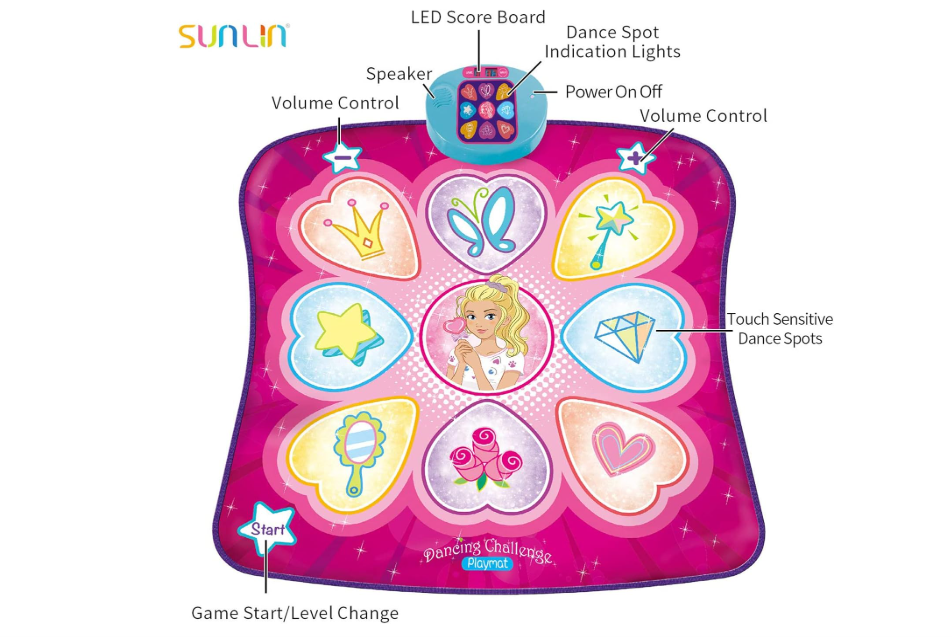 SUNLIN
LED Score Board
Dance Spot
Indication Lights
Speaker
Power On Off
Volume Control
Volume Control
Touch Sensitive
Dance Spots
Start
Dancing Challenge
Playmat
Game Start/Level Change